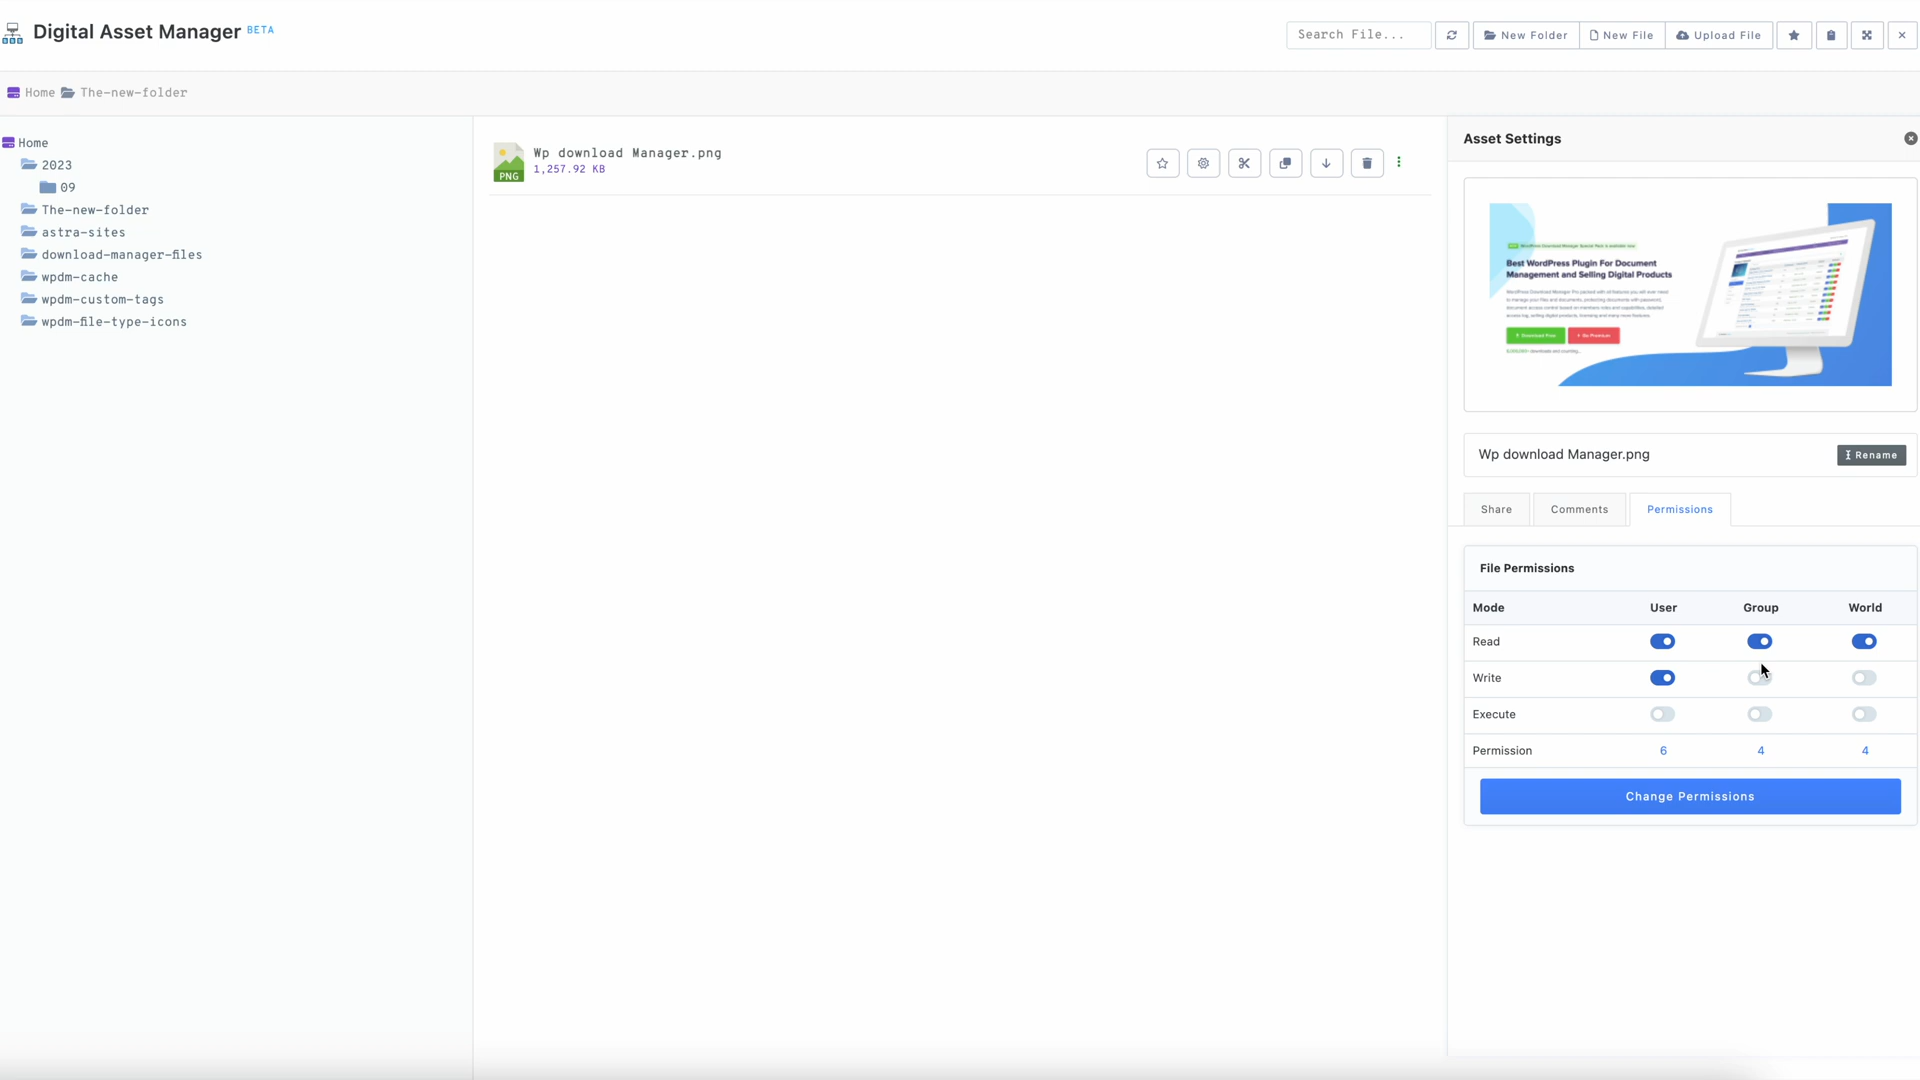 Digital Asset Manager BETA
Search File...
New Folder
New File
Upload File
Home The-new-folder
Home
2023
09
The-new-folder
astra-sites
download-manager-files
wpdm-cache
wpdm-custom-tags
wpdm-file-type-icons
PNG
Wp download Manager.png
1,257.92 KB
Asset Settings
Best WordPress Plugin For Document
Management and Selling Digital Products
Download Free
Go Premium
Wp download Manager.png
Rename
Share
Comments
Permissions
File Permissions
Mode User Group World
Read
Write
Execute
Permission 6 4 4
Change Permissions